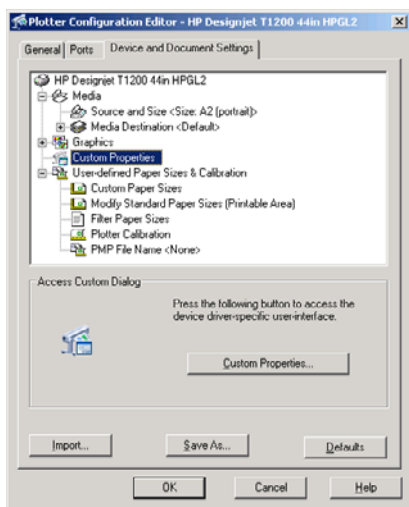 Plotter Configuration Editor - HP Designjet T1200 44in HPGL2
General Ports Device and Document Settings
HP Designjet T1200 44in HPGL2
Media
Source and Size <Size: A2 (portrait)>
Media Destination <Default>
Graphics
Custom Properties
User-defined Paper Sizes & Calibration
Custom Paper Sizes
Modify Standard Paper Sizes (Printable Area)
Filter Paper Sizes
Plotter Calibration
PMP File Name <None>
Access Custom Dialog
Press the following button to access the
device driver-specific user-interface.
Custom Properties...
Import... Save As... Defaults
OK Cancel Help